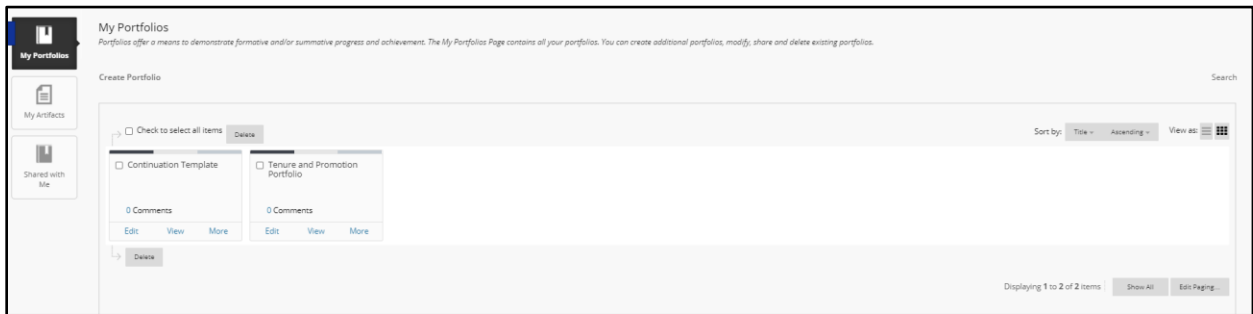 My Portfolios
Portfolios offer a means to demonstrate formative and/or summative progress and achievement. The My Portfolios Page contains all your portfolios. You can create additional portfolios, modify, share and delete existing portfolios.
My Portfolios
Create Portfolio
Search
My Artifacts
Check to select all items
Delete
Sort by:
Title
Ascending
View as:
Continuation Template
Tenure and Promotion
Portfolio
Shared with
Me
0 Comments
0 Comments
Edit
View
More
Edit
View
More
Delete
Displaying 1 to 2 of 2 items
Show All
Edit Paging...